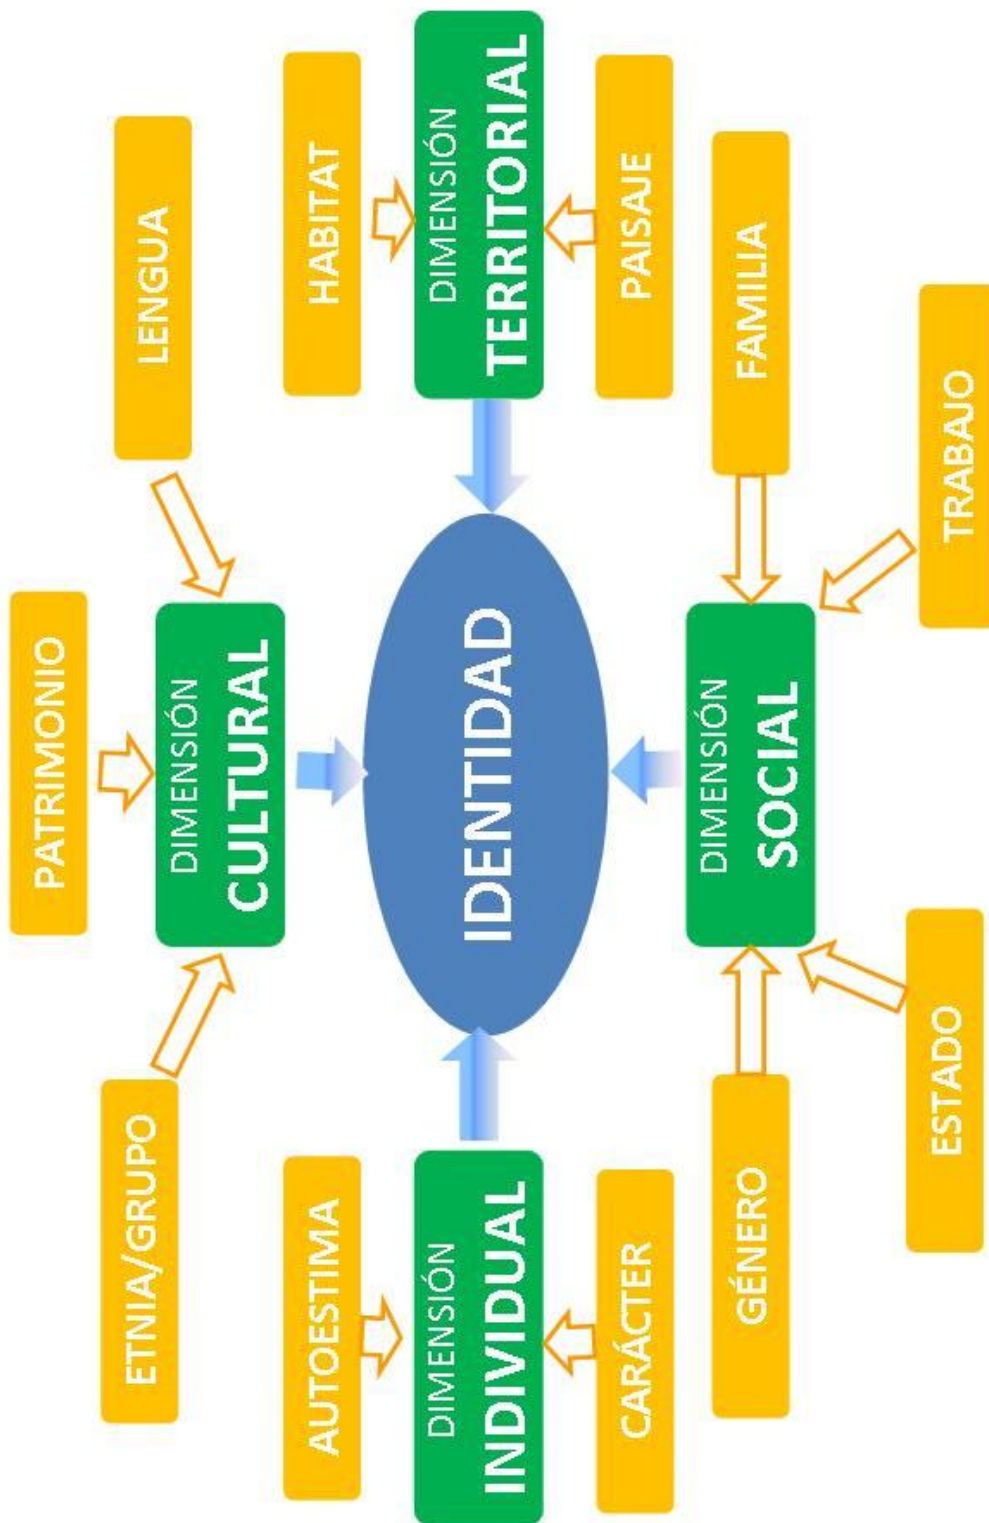 PATRIMONIO
ETNIA/GRUPO
LENGUA
DIMENSIÓN
CULTURAL
AUTOESTIMA
HABITAT
DIMENSIÓN
INDIVIDUAL
IDENTIDAD
DIMENSIÓN
TERRITORIAL
CARÁCTER
PAISAJE
GÉNERO
DIMENSIÓN
SOCIAL
FAMILIA
ESTADO
TRABAJO